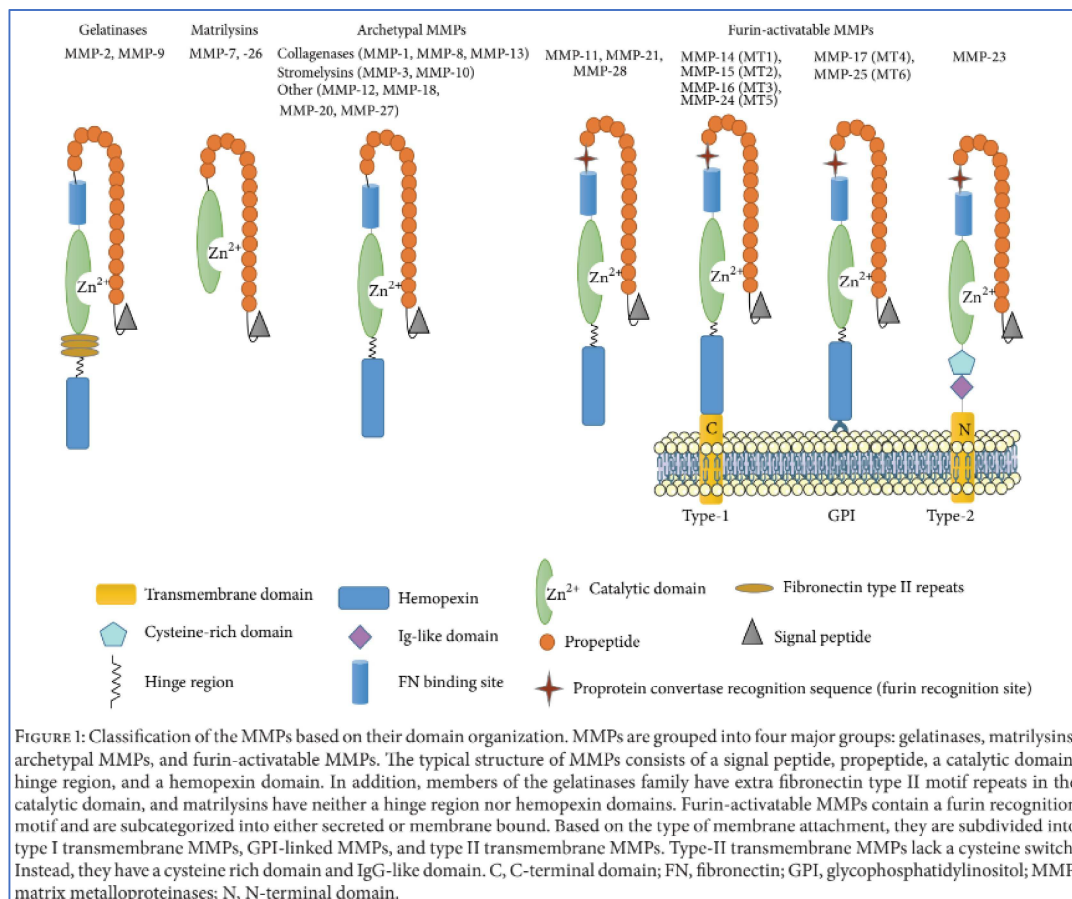 Gelatinases
MMP-2, MMP-9
Matrilysins
MMP-7, -26
Archetypal MMPs
Collagenases (MMP-1, MMP-8, MMP-13)
Stromelysins (MMP-3, MMP-10)
Other (MMP-12, MMP-18,
MMP-20, MMP-27)
Furin-activatable MMPs
MMP-11, MMP-21,
MMP-28
MMP-14 (MT1),
MMP-15 (MT2),
MMP-16 (MT3),
MMP-24 (MT5)
MMP-17 (MT4),
MMP-25 (MT6)
MMP-23
Zn2+
Zn2+
Zn2+
Zn2+
Zn2+
Zn2+
Zn2+
C
N
Type-1
GPI
Type-2
Transmembrane domain
Hemopexin
Zn2+ Catalytic domain
Fibronectin type II repeats
Cysteine-rich domain
Ig-like domain
Propeptide
Signal peptide
Hinge region
FN binding site
Proprotein convertase recognition sequence (furin recognition site)
FIGURE 1: Classification of the MMPs based on their domain organization. MMPs are grouped into four major groups: gelatinases, matrilysins
archetypal MMPs, and furin-activatable MMPs. The typical structure of MMPs consists of a signal peptide, propeptide, a catalytic domain
hinge region, and a hemopexin domain. In addition, members of the gelatinases family have extra fibronectin type II motif repeats in the
catalytic domain, and matrilysins have neither a hinge region nor hemopexin domains. Furin-activatable MMPs contain a furin recognition
motif and are subcategorized into either secreted or membrane bound. Based on the type of membrane attachment, they are subdivided into
type I transmembrane MMPs, GPI-linked MMPs, and type II transmembrane MMPs. Type-II transmembrane MMPs lack a cysteine switch
Instead, they have a cysteine rich domain and IgG-like domain. C, C-terminal domain; FN, fibronectin; GPI, glycophosphatidylinositol; MMP
matrix metalloproteinases; N, N-terminal domain.